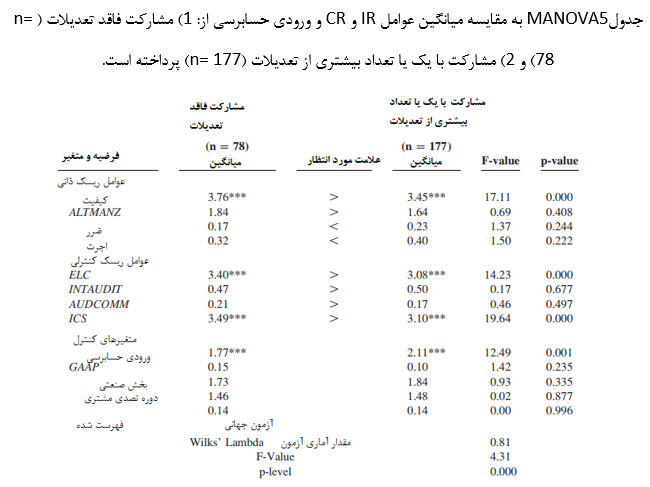 جدولMANOVA5 به مقایسه میانگین عوامل IR و CR و ورودی حسابرسی از: 1) مشارکت فاقد تعدیلات ( n=
78) و 2) مشارکت با یک یا تعداد بیشتری از تعدیلات (n= 177) پرداخته است.
مشارکت فاقد مشارکت با یک یا تعداد
تعدیلات بیشتری از تعدیلات
(n = 78) (n = 177)
فرضیه و متغیر میانگین علامت مورد انتظار میانگین F-value p-value
عوامل ریسک ذاتی
کیفیت 3.76*** > 3.45*** 17.11 0.000
ALTMANZ 1.84 > 1.64 0.69 0.408
ضرر 0.17 < 0.23 1.37 0.244
اجرت 0.32 < 0.40 1.50 0.222
عوامل ریسک کنترلی
ELC 3.40*** > 3.08*** 14.23 0.000
INTAUDIT 0.47 > 0.50 0.17 0.677
AUDCOMM 0.21 > 0.17 0.46 0.497
ICS 3.49*** > 3.10*** 19.64 0.000
متغیرهای کنترل
ورودی حسابرسی 1.77*** 2.11*** 12.49 0.001
GAAP 0.15 0.10 1.42 0.235
بخش صنعتی 1.73 1.84 0.93 0.335
دوره تصدی مشتری 1.46 1.48 0.02 0.877
0.14 0.14 0.00 0.996
فهرست شده آزمون جهانی
Wilks' Lambda مقدار آماری آزمون 0.81
F-Value 4.31
p-level 0.000